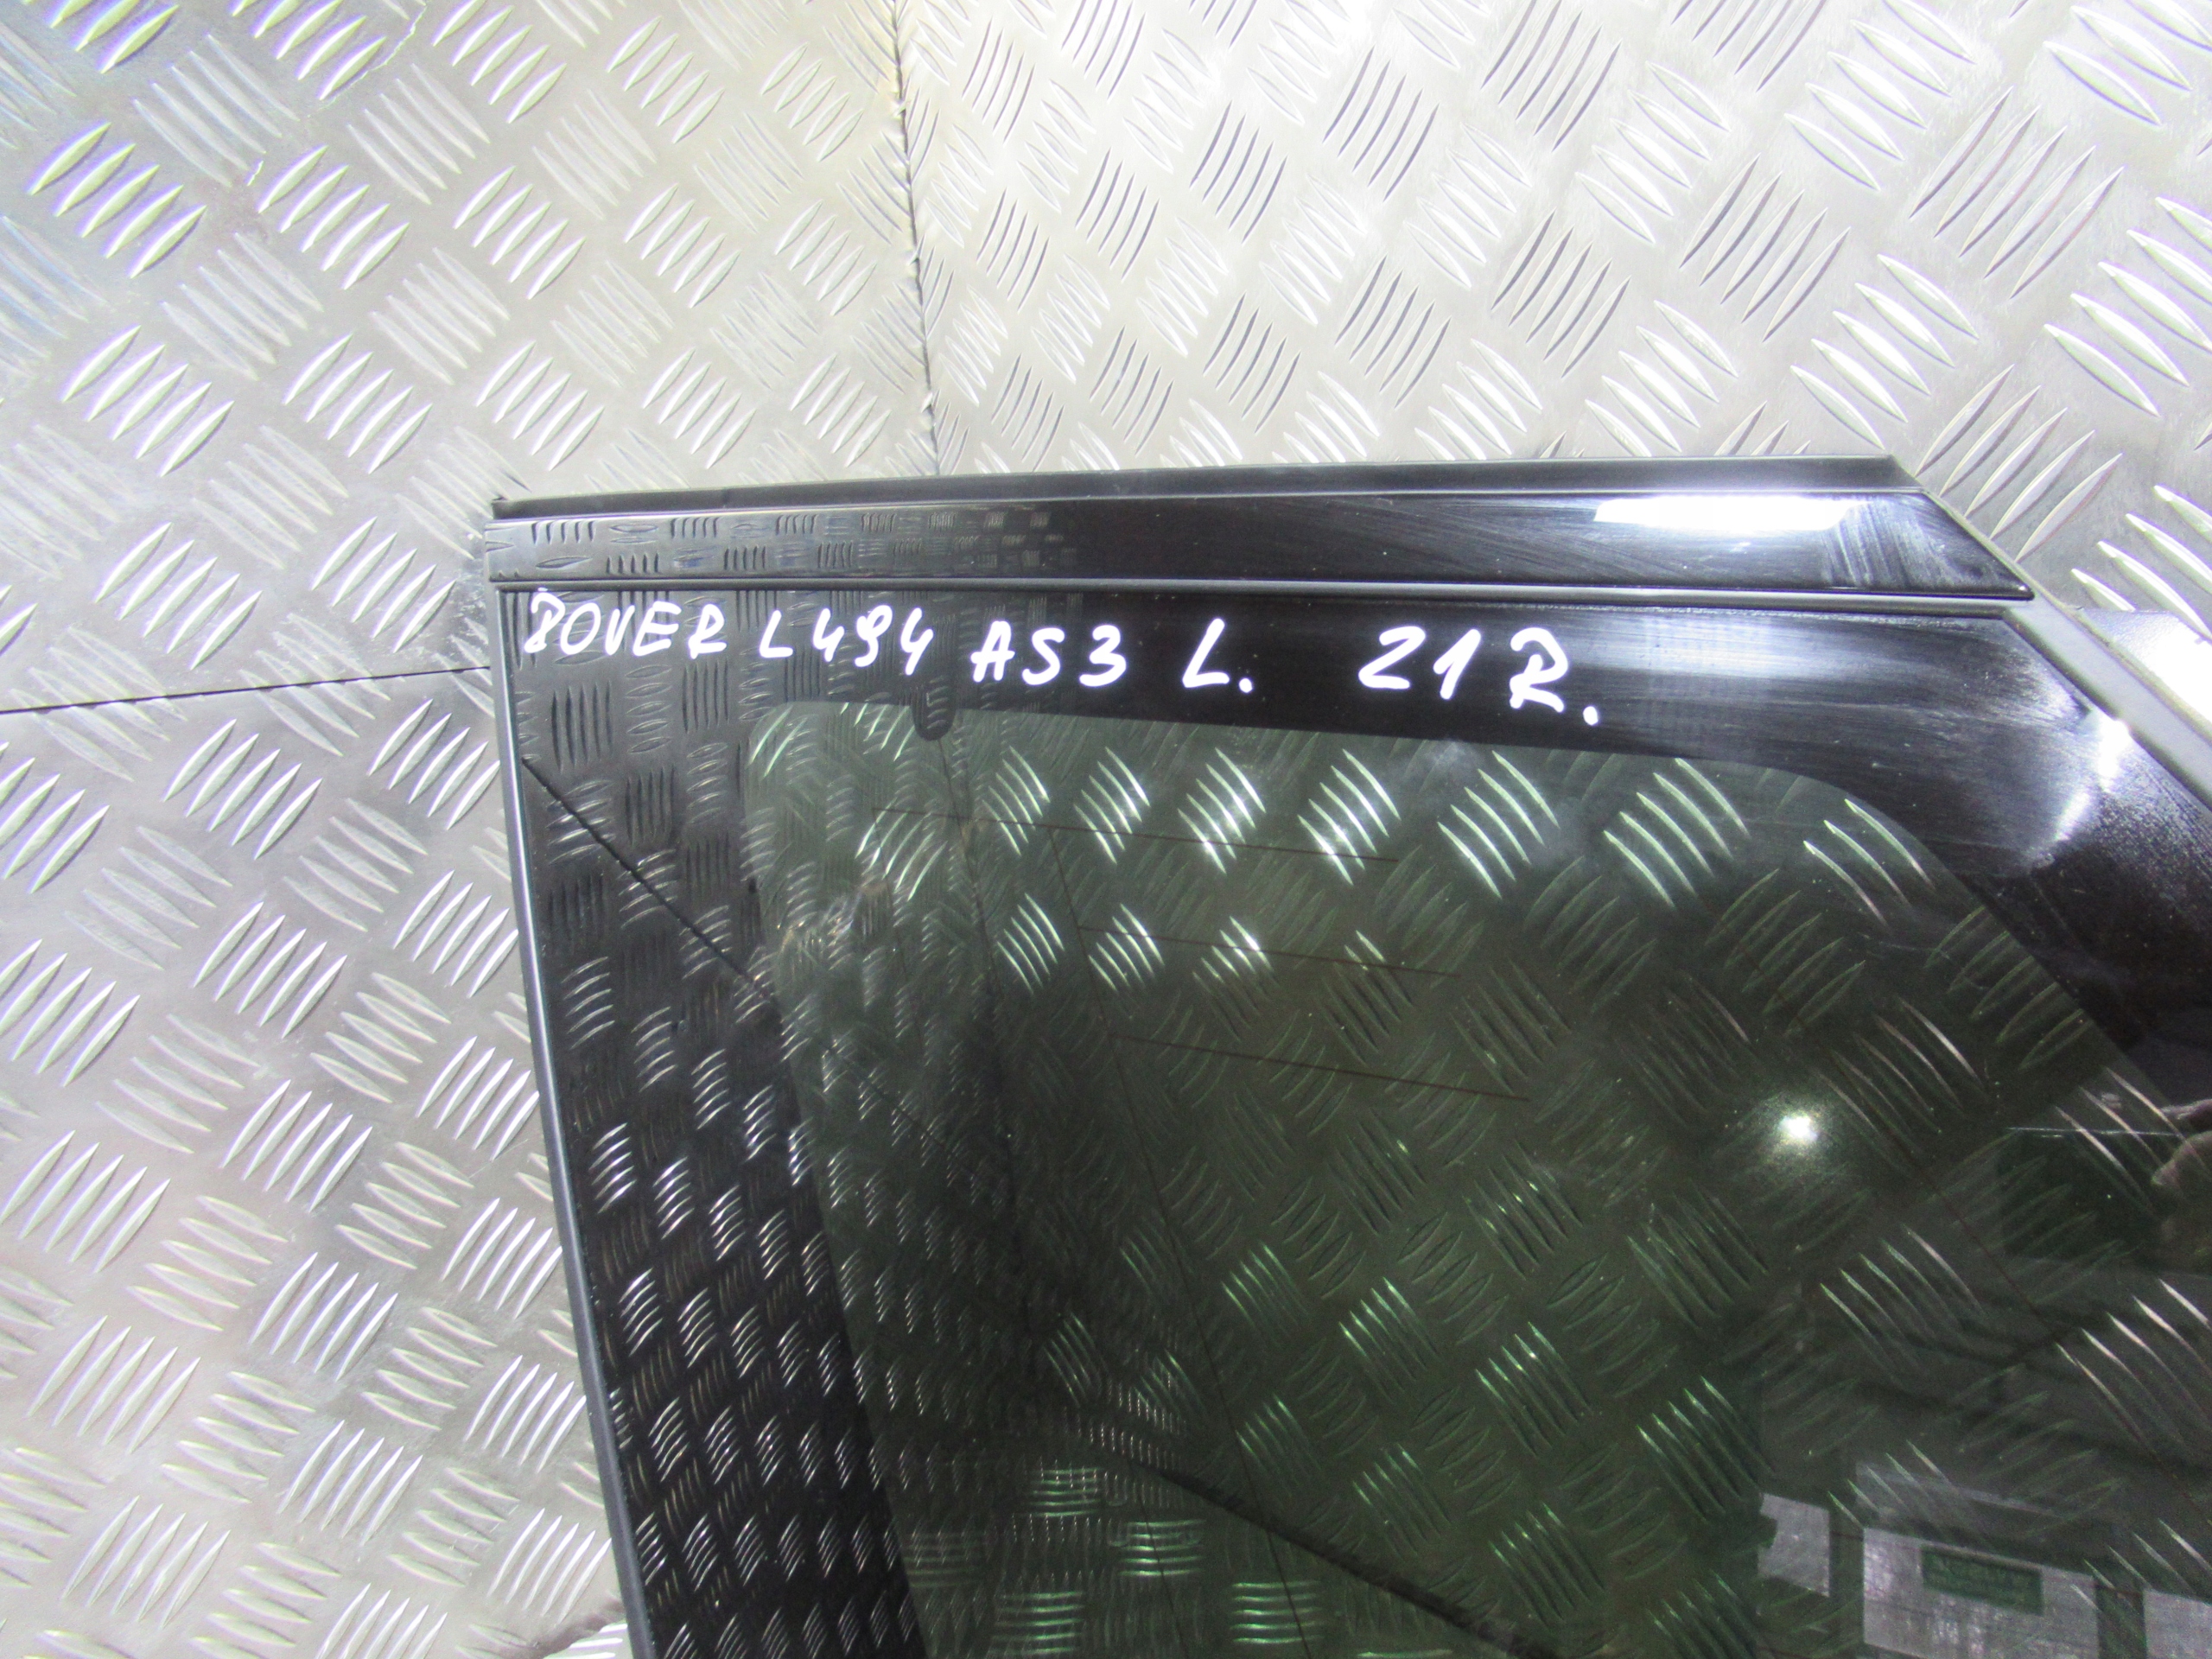 ROVER L494 AS3 L. 21R.